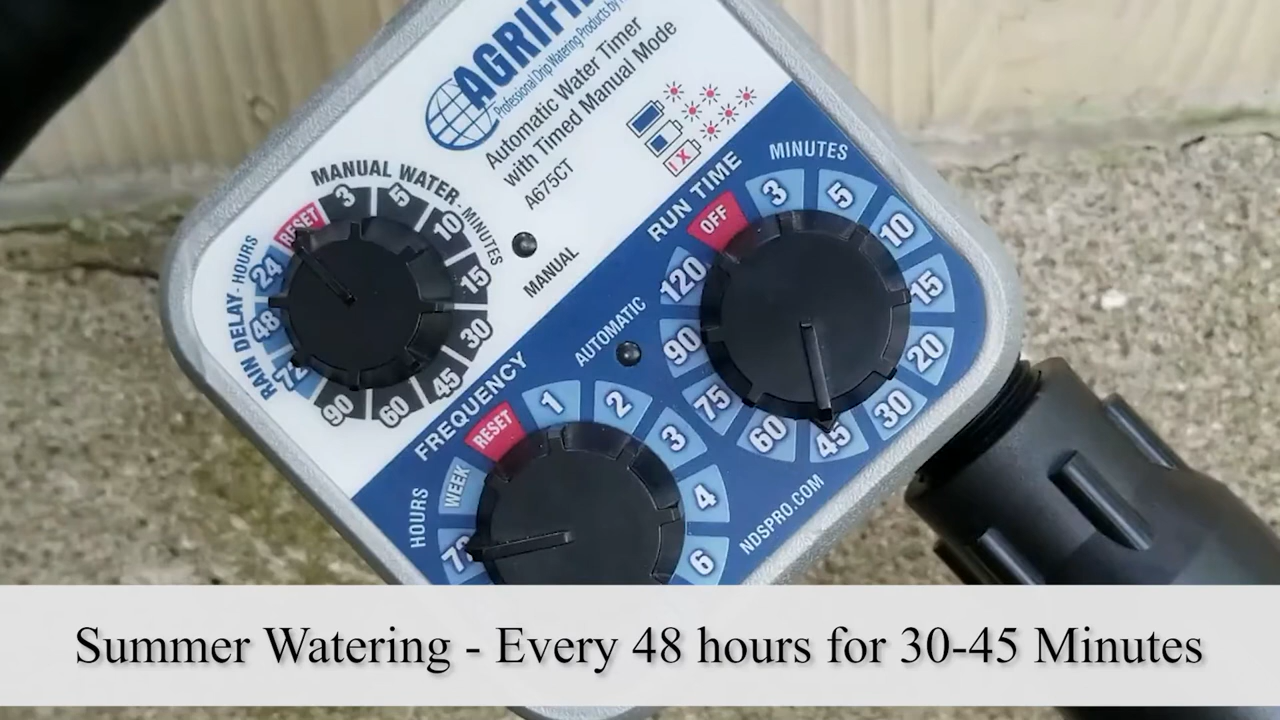 AGRIFI
Professional Drip Watering Products by
Automatic Water Timer
with Timed Manual Mode
A675CT
MANUAL WATER - MINUTES
RESET 3 5 10 15 30 45 60 90
RAIN DELAY - HOURS
72 48 24
MANUAL
RUN TIME
MINUTES
OFF 3 5 10 15 20 30 45 60 75 90 120
AUTOMATIC
FREQUENCY
HOURS
RESET 1 2 3 4 6
WEEK
NDSPRO.COM
Summer Watering - Every 48 hours for 30-45 Minutes